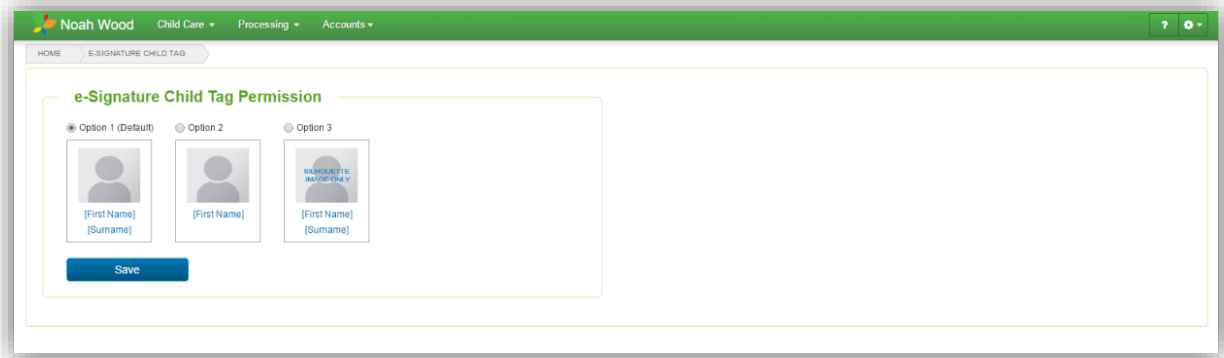 Noah Wood Child Care Processing Accounts ?
HOME E-SIGNATURE CHILD TAG
e-Signature Child Tag Permission
Option 1 (Default) Option 2 Option 3
SILHOUETTE
IMAGE ONLY
[First Name] [First Name] [First Name]
[Surname] [Surname]
Save